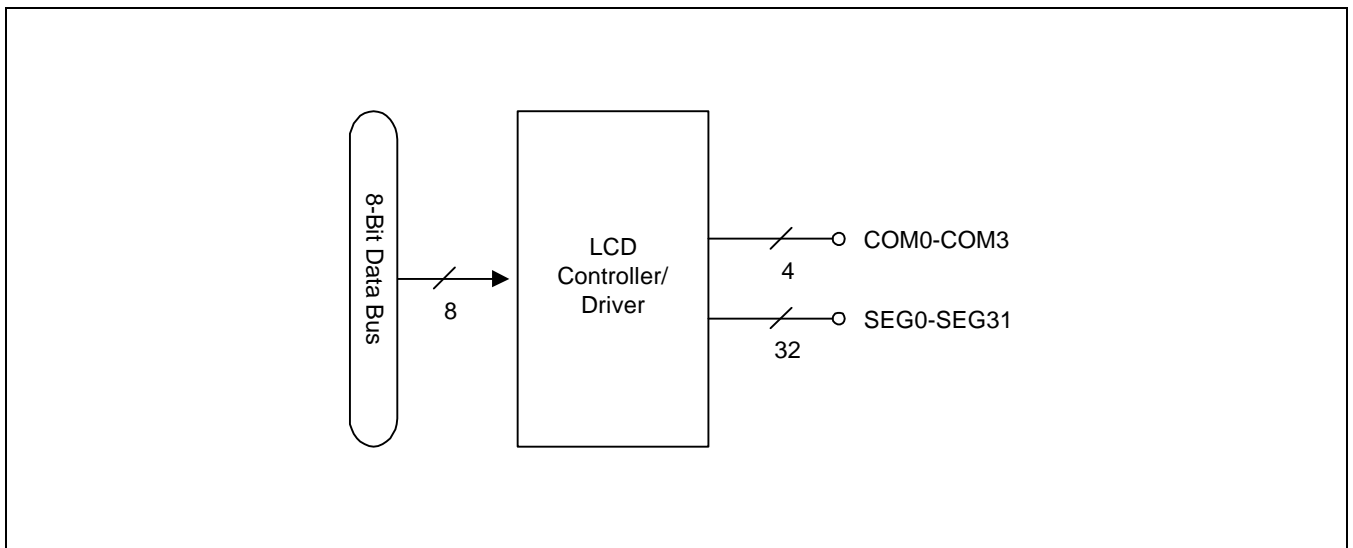 8-Bit Data Bus
8
LCD
Controller/
Driver
COM0-COM3
4
SEG0-SEG31
32